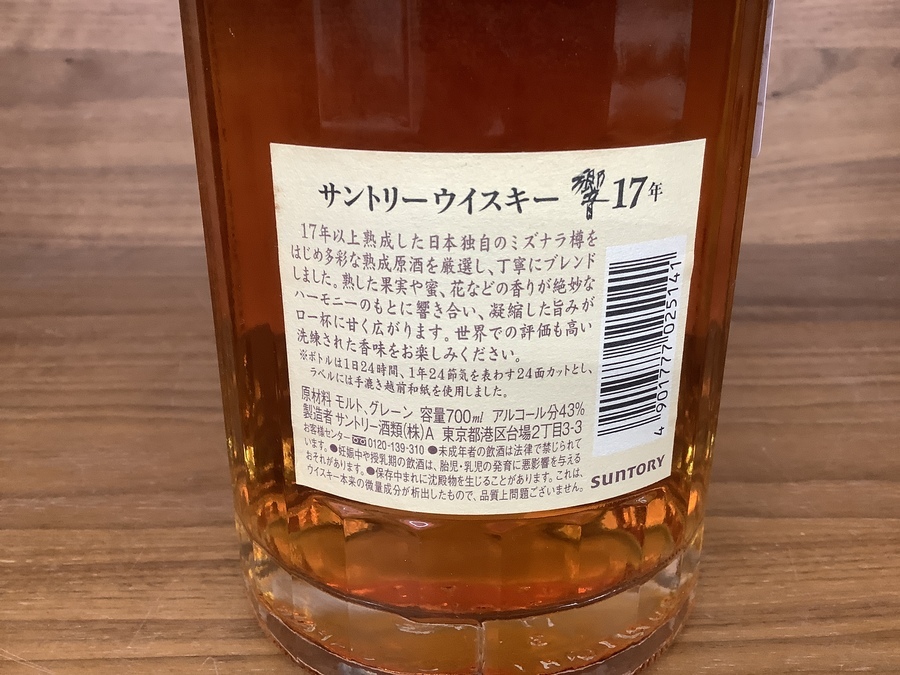 サントリーウイスキー 響 17年
17年以上熟成した日本独自のミズナラ樽を
はじめ多彩な熟成原酒を厳選し、丁寧にブレンド
しました。熟した果実や蜜、花などの香りが絶妙な
ハーモニーのもとに響き合い、凝縮した旨みが
口一杯に甘く広がります。世界での評価も高い
洗練された香味をお楽しみください。
※ボトルは1日24時間、1年24節気を表わす24面カットとし、
ラベルには手漉き越前和紙を使用しました。
原材料 モルト、グレーン 容量700ml アルコール分43%
製造者 サントリー酒類(株)A 東京都港区台場2丁目3-3
お客様センター 0120-139-310 ●未成年者の飲酒は法律で禁じられて
います。●妊娠中や授乳期の飲酒は、胎児・乳児の発育に悪影響を与える
おそれがあります。●保存中まれに沈殿物を生じることがあります。これは、
ウイスキー本来の微量成分が析出したもので、品質上問題ございません。
SUNTORY
4 901777 025141